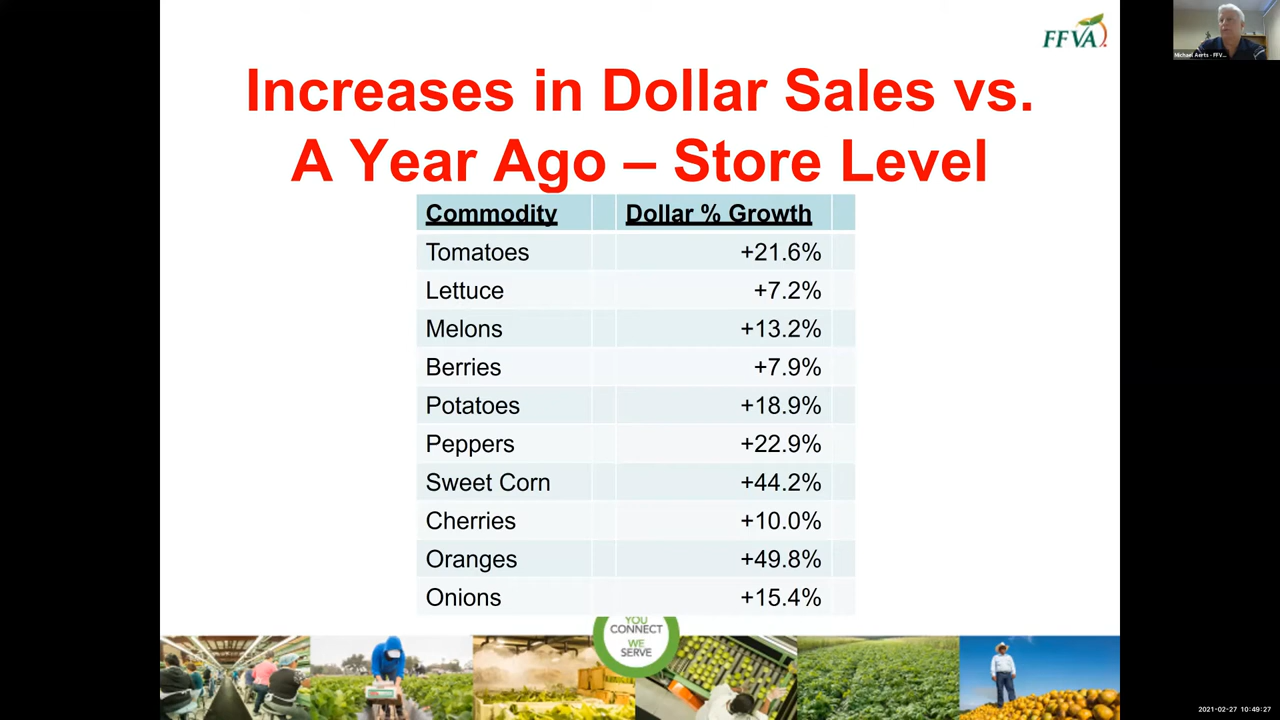 FFVA
Michael Aerts - FFV...
Increases in Dollar Sales vs.
A Year Ago – Store Level
Commodity Dollar % Growth
Tomatoes +21.6%
Lettuce +7.2%
Melons +13.2%
Berries +7.9%
Potatoes +18.9%
Peppers +22.9%
Sweet Corn +44.2%
Cherries +10.0%
Oranges +49.8%
Onions +15.4%
YOU
CONNECT
WE
SERVE
2021-02-27 10:49:27